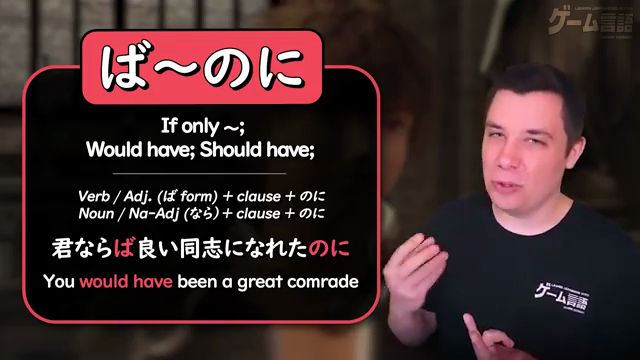 ば～のに
If only ～;
Would have; Should have;
Verb / Adj. (ば form) + clause + のに
Noun / Na-Adj (なら) + clause + のに
君ならば良い同志になれたのに
You would have been a great comrade
ゲーム言語
ゲーム言語